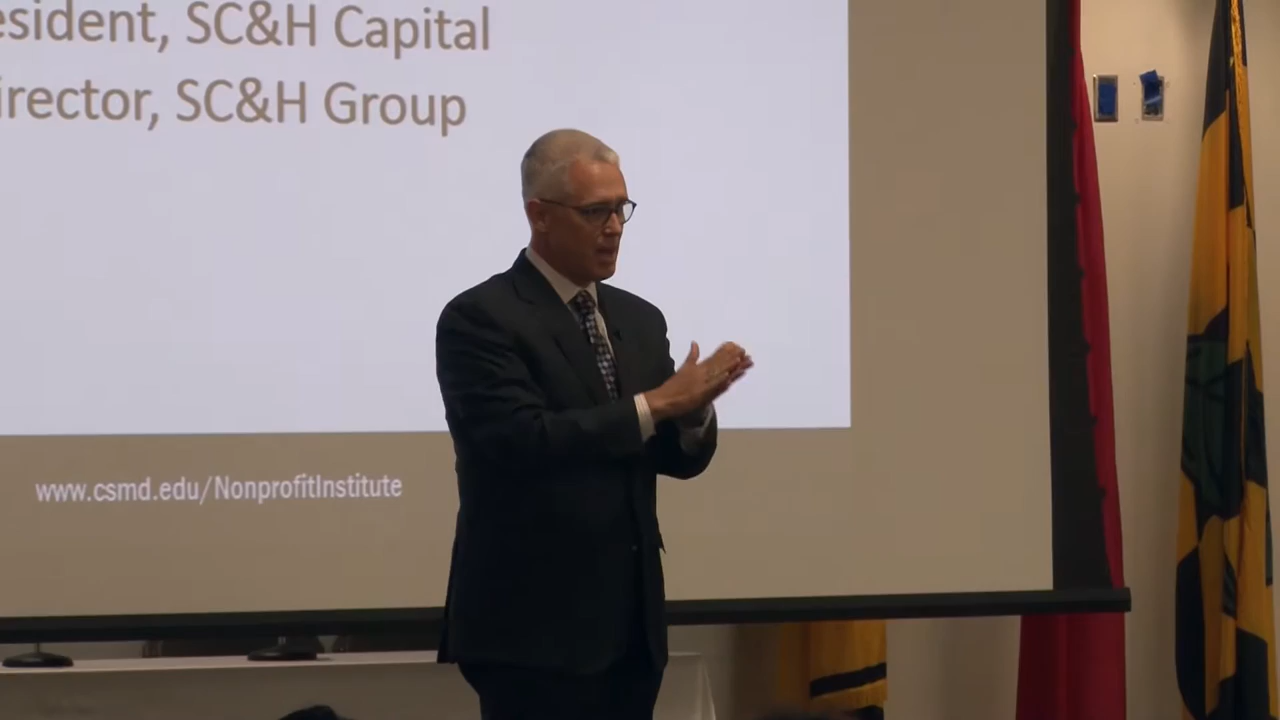 esident, SC&H Capital
irector, SC&H Group
www.csmd.edu/NonprofitInstitute